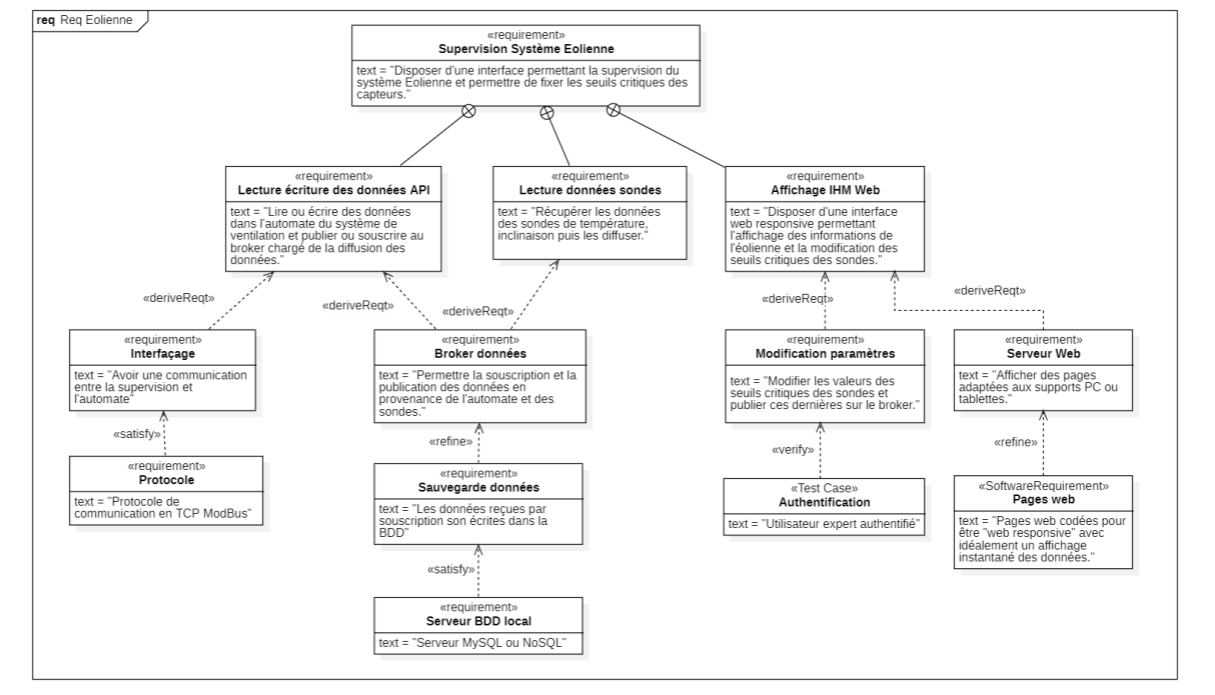 req Req Eolienne
«requirement»
Supervision Système Eolienne
text = "Disposer d'une interface permettant la supervision du
système Eolienne et permettre de fixer les seuils critiques des
capteurs."
«requirement»
Lecture écriture des données API
text = "Lire ou écrire des données
dans l'automate du système de
ventilation et publier ou souscrire au
broker chargé de la diffusion des
données."
«requirement»
Lecture données sondes
text = "Récupérer les données
des sondes de température,
inclinaison puis les diffuser."
«requirement»
Affichage IHM Web
text = "Disposer d'une interface
web responsive permettant
l'affichage des informations de
l'éolienne et la modification des
seuils critiques des sondes."
«deriveReqt»
«deriveReqt»
«deriveReqt»
«deriveReqt»
«deriveReqt»
«requirement»
Interfaçage
text = "Avoir une communication
entre la supervision et
l'automate"
«requirement»
Broker données
text = "Permettre la souscription et la
publication des données en
provenance de l'automate et des
sondes."
«requirement»
Modification paramètres
text = "Modifier les valeurs des
seuils critiques des sondes et
publier ces dernières sur le broker."
«requirement»
Serveur Web
text = "Afficher des pages
adaptées aux supports PC ou
tablettes."
«satisfy»
«refine»
«verify»
«refine»
«requirement»
Protocole
text = "Protocole de
communication en TCP ModBus"
«requirement»
Sauvegarde données
text = "Les données reçues par
souscription son écrites dans la
BDD"
«Test Case»
Authentification
text = "Utilisateur expert authentifié"
«SoftwareRequirement»
Pages web
text = "Pages web codées pour
être "web responsive" avec
idéalement un affichage
instantané des données."
«satisfy»
«requirement»
Serveur BDD local
text = "Serveur MySQL ou NoSQL"